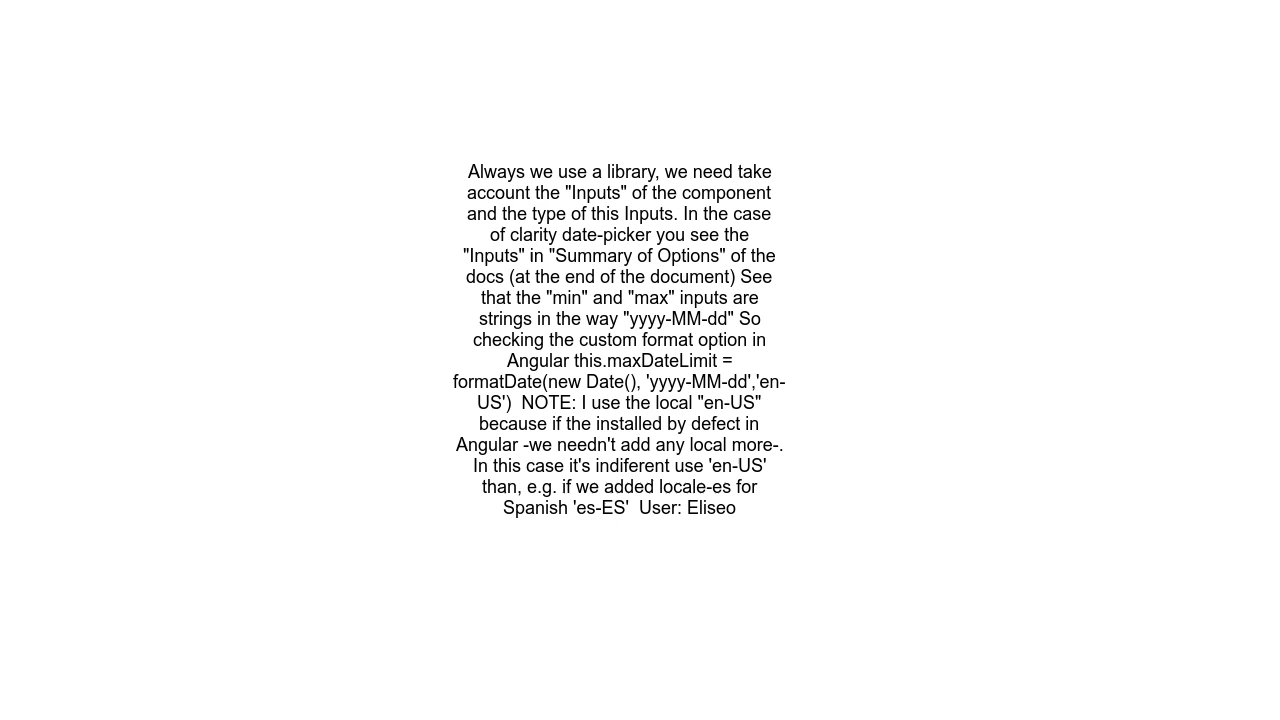 Always we use a library, we need take
account the "Inputs" of the component
and the type of this Inputs. In the case
of clarity date-picker you see the
"Inputs" in "Summary of Options" of the
docs (at the end of the document) See
that the "min" and "max" inputs are
strings in the way "yyyy-MM-dd" So
checking the custom format option in
Angular this.maxDateLimit =
formatDate(new Date(), 'yyyy-MM-dd','en-
US')  NOTE: I use the local "en-US"
because if the installed by defect in
Angular -we needn't add any local more-.
In this case it's indiferent use 'en-US'
than, e.g. if we added locale-es for
Spanish 'es-ES'  User: Eliseo